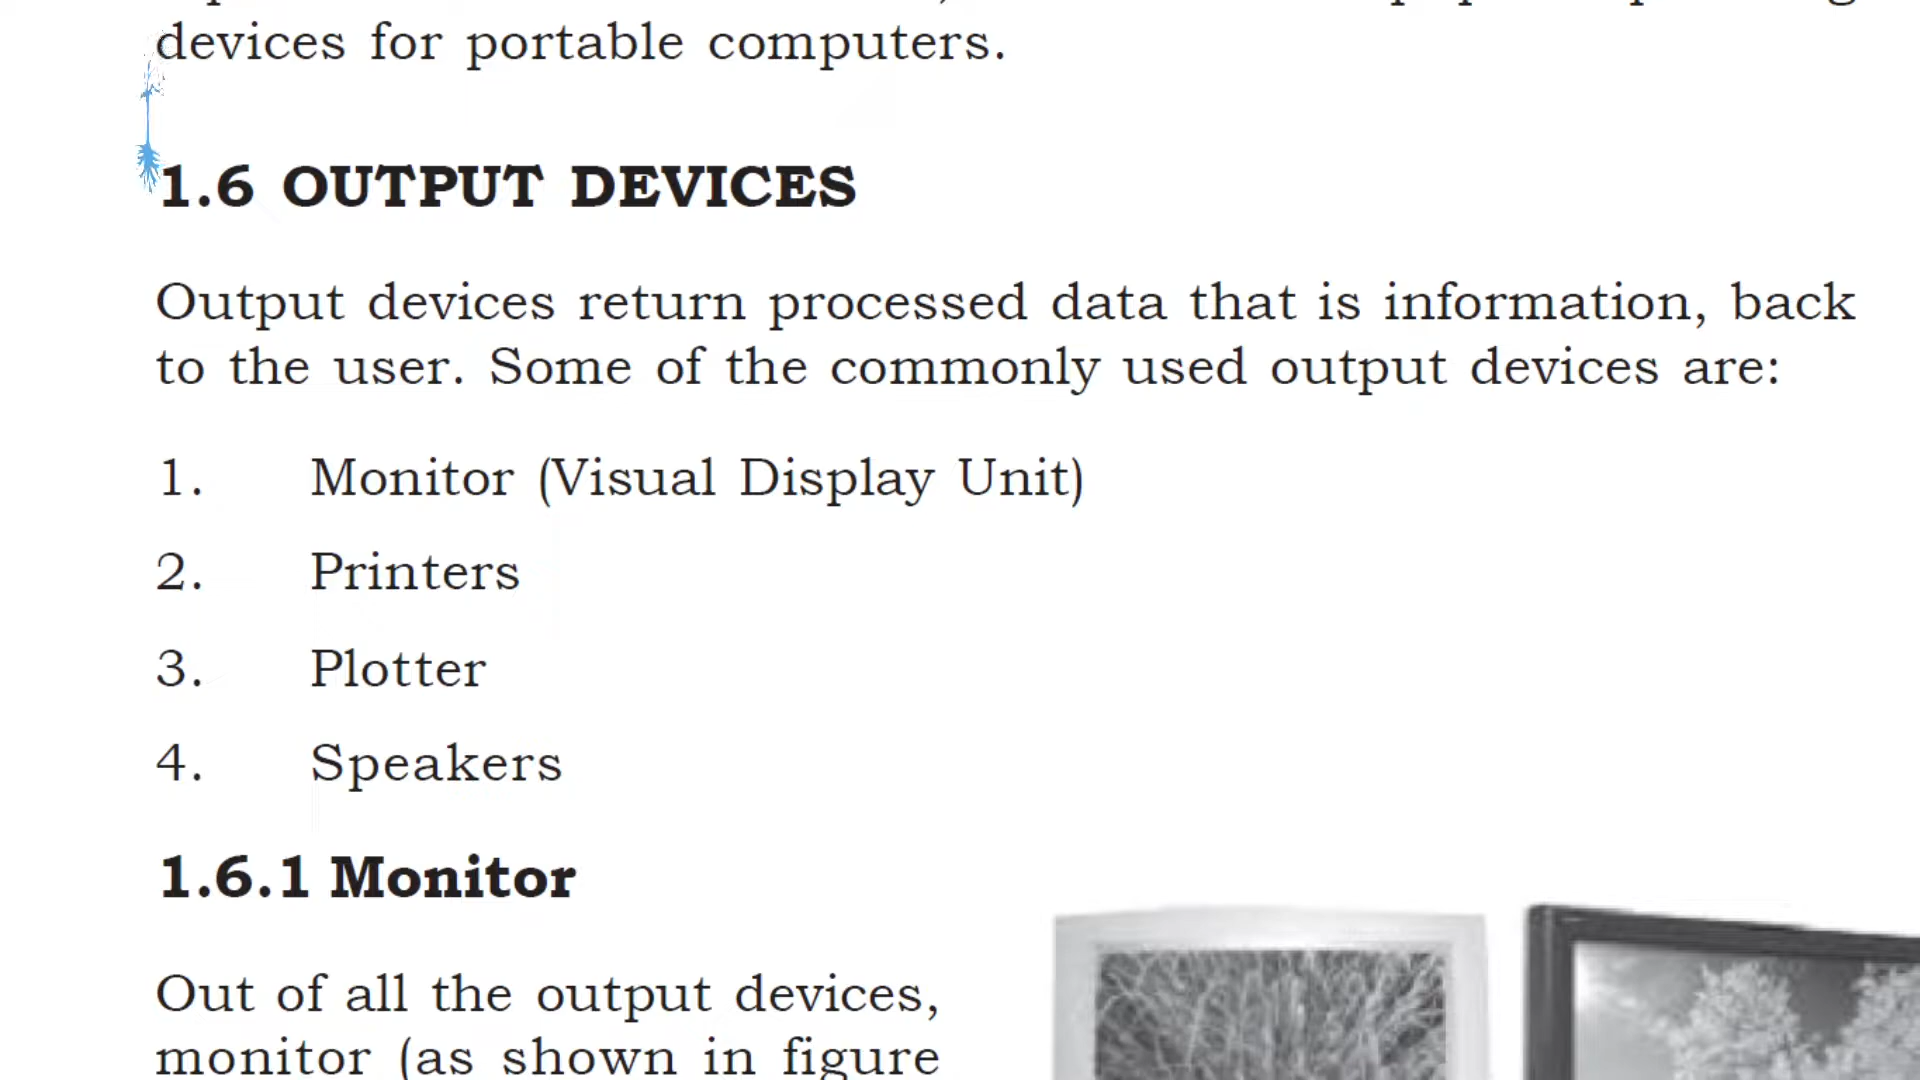 devices for portable computers.
1.6 OUTPUT DEVICES
Output devices return processed data that is information, back
to the user. Some of the commonly used output devices are:
1. Monitor (Visual Display Unit)
2. Printers
3. Plotter
4. Speakers
1.6.1 Monitor
Out of all the output devices,
monitor (as shown in figure